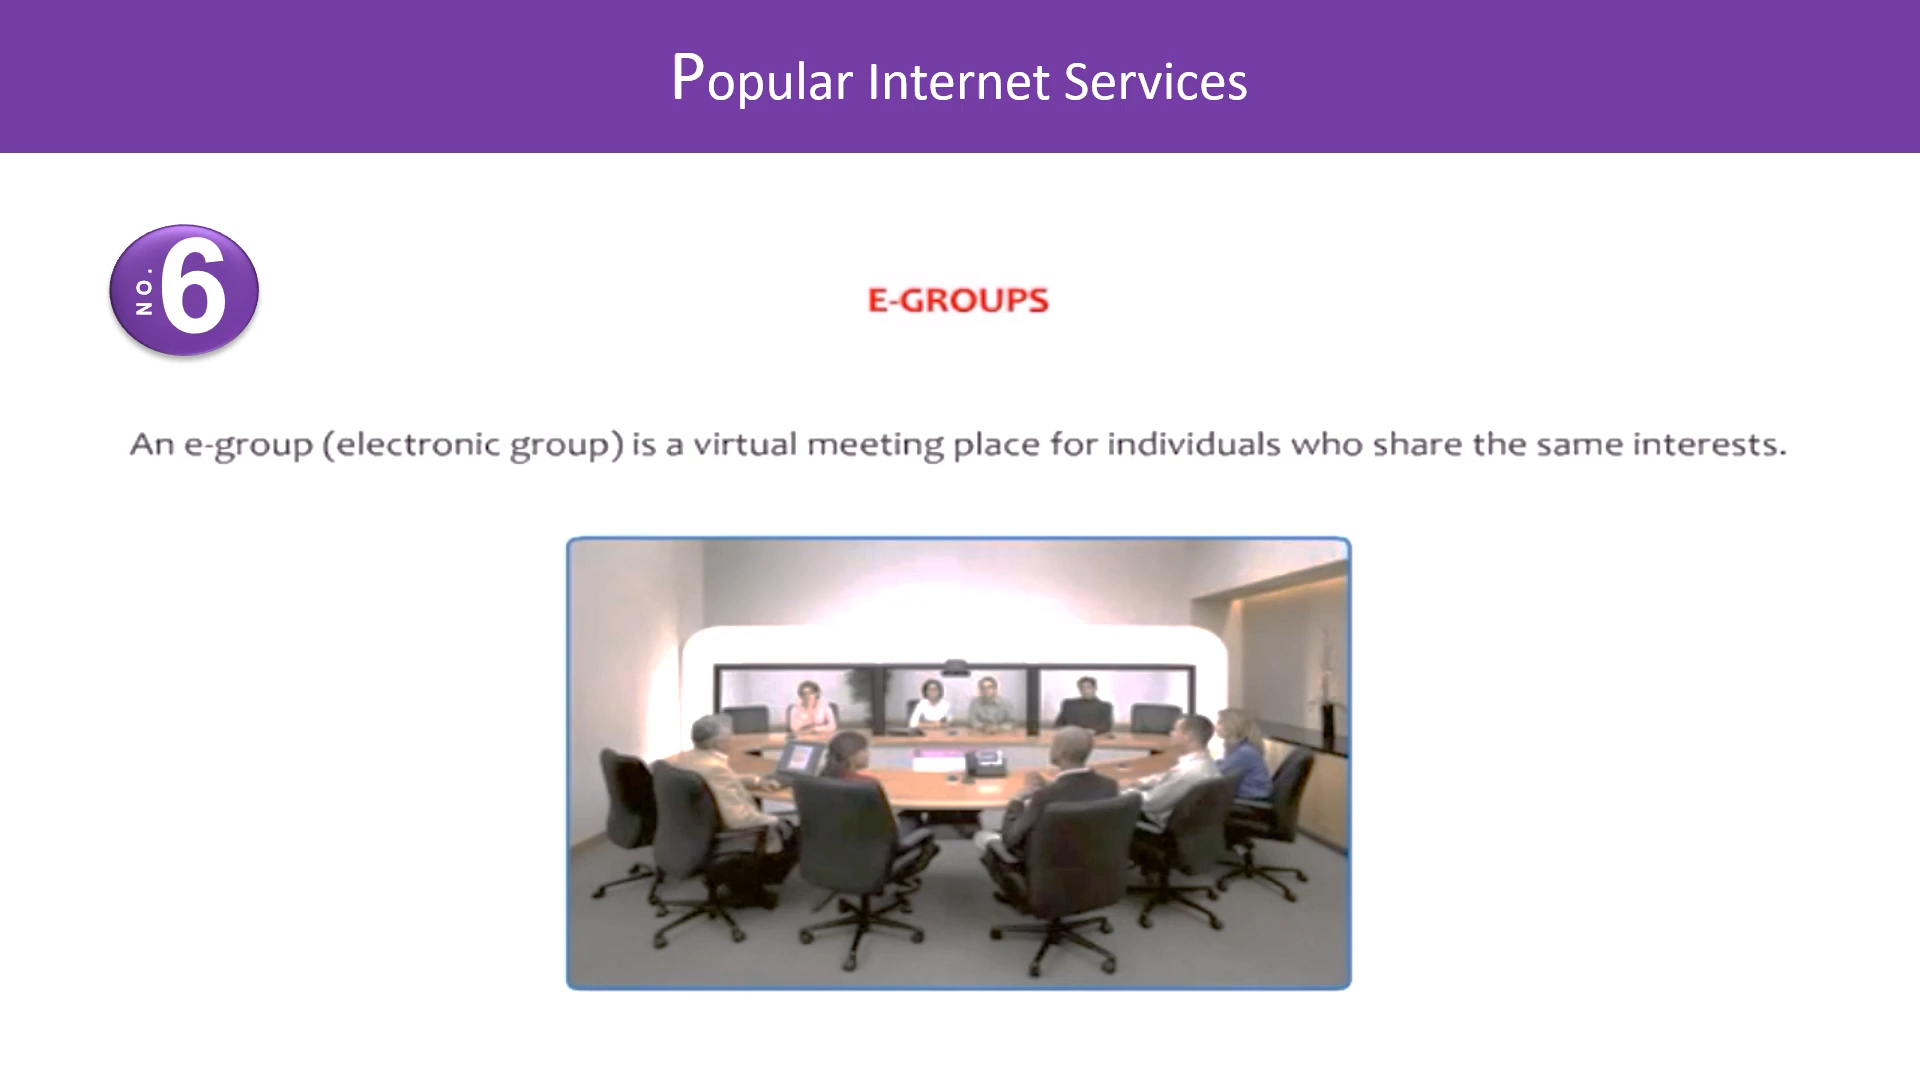 Popular Internet Services
NO. 6
E-GROUPS
An e-group (electronic group) is a virtual meeting place for individuals who share the same interests.